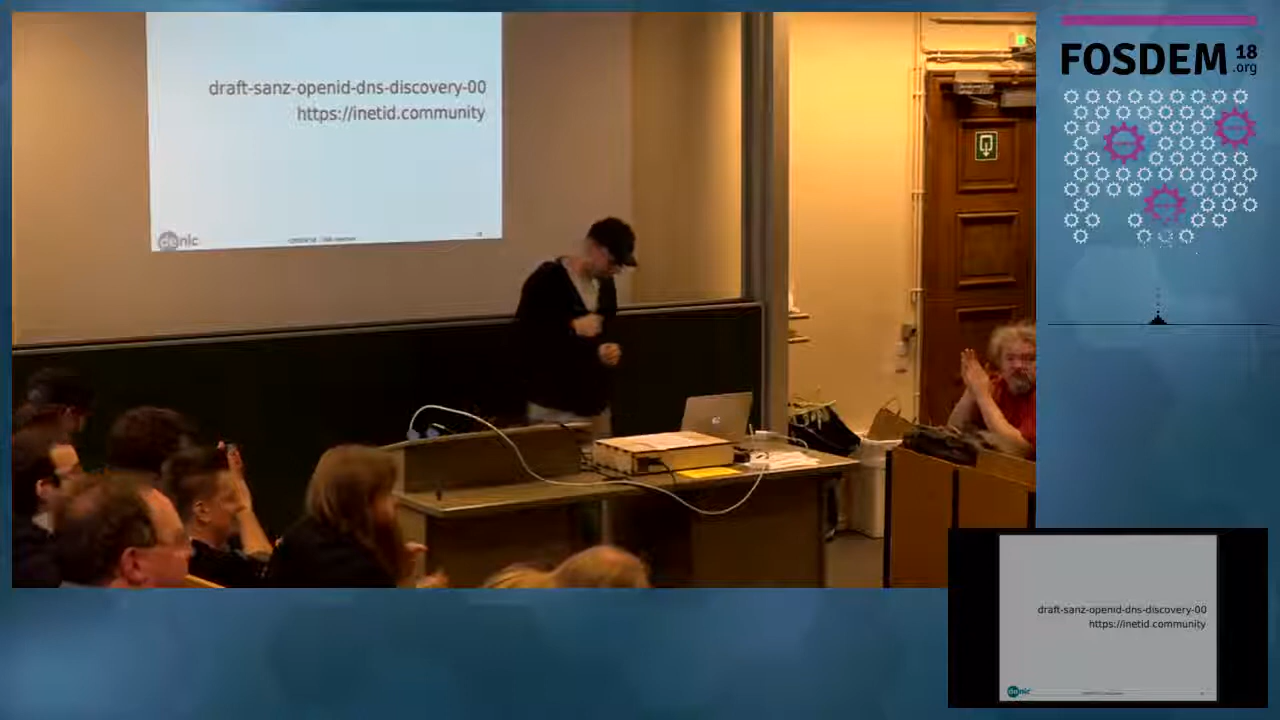 draft-sanz-openid-dns-discovery-00
https://inetid.community
denic
FOSDEM 18
.org
draft-sanz-openid-dns-discovery-00
https://inetid.community
denic